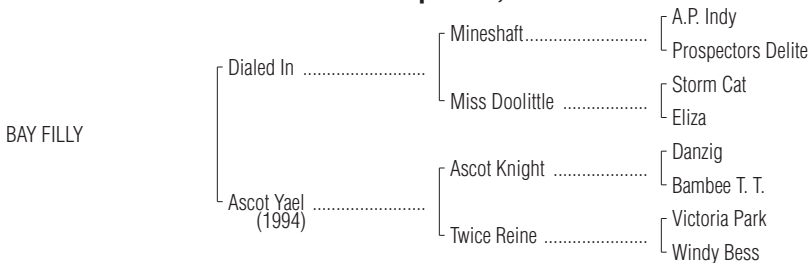 A.P. Indy
Mineshaft..........................
Prospectors Delite
Dialed In ..........................
Storm Cat
Miss Doolittle ..................
Eliza
BAY FILLY
Danzig
Ascot Knight ....................
Bambee T. T.
Ascot Yael ........................
(1994)
Victoria Park
Twice Reine ......................
Windy Bess